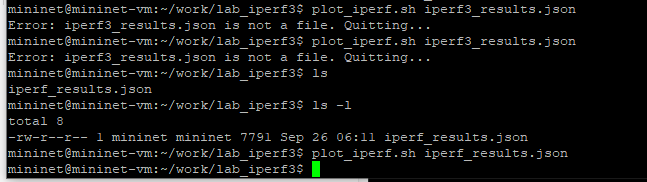 mininet@mininet-vm:~/work/lab_iperf3$ plot_iperf.sh iperf3_results.json
Error: iperf3_results.json is not a file. Quitting...
mininet@mininet-vm:~/work/lab_iperf3$ plot_iperf.sh iperf3_results.json
Error: iperf3_results.json is not a file. Quitting...
mininet@mininet-vm:~/work/lab_iperf3$ ls
iperf_results.json
mininet@mininet-vm:~/work/lab_iperf3$ ls -l
total 8
-rw-r--r-- 1 mininet mininet 7791 Sep 26 06:11 iperf_results.json
mininet@mininet-vm:~/work/lab_iperf3$ plot_iperf.sh iperf_results.json
mininet@mininet-vm:~/work/lab_iperf3$